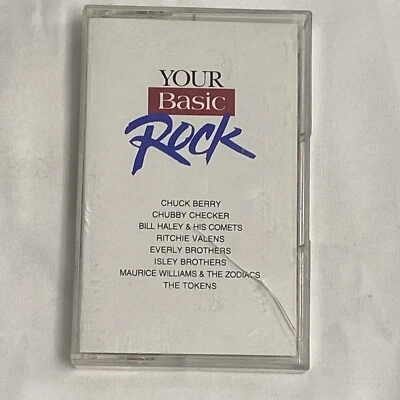 YOUR
Basic
Rock
CHUCK BERRY
CHUBBY CHECKER
BILL HALEY & HIS COMETS
RITCHIE VALENS
EVERLY BROTHERS
ISLEY BROTHERS
MAURICE WILLIAMS & THE ZODIACS
THE TOKENS